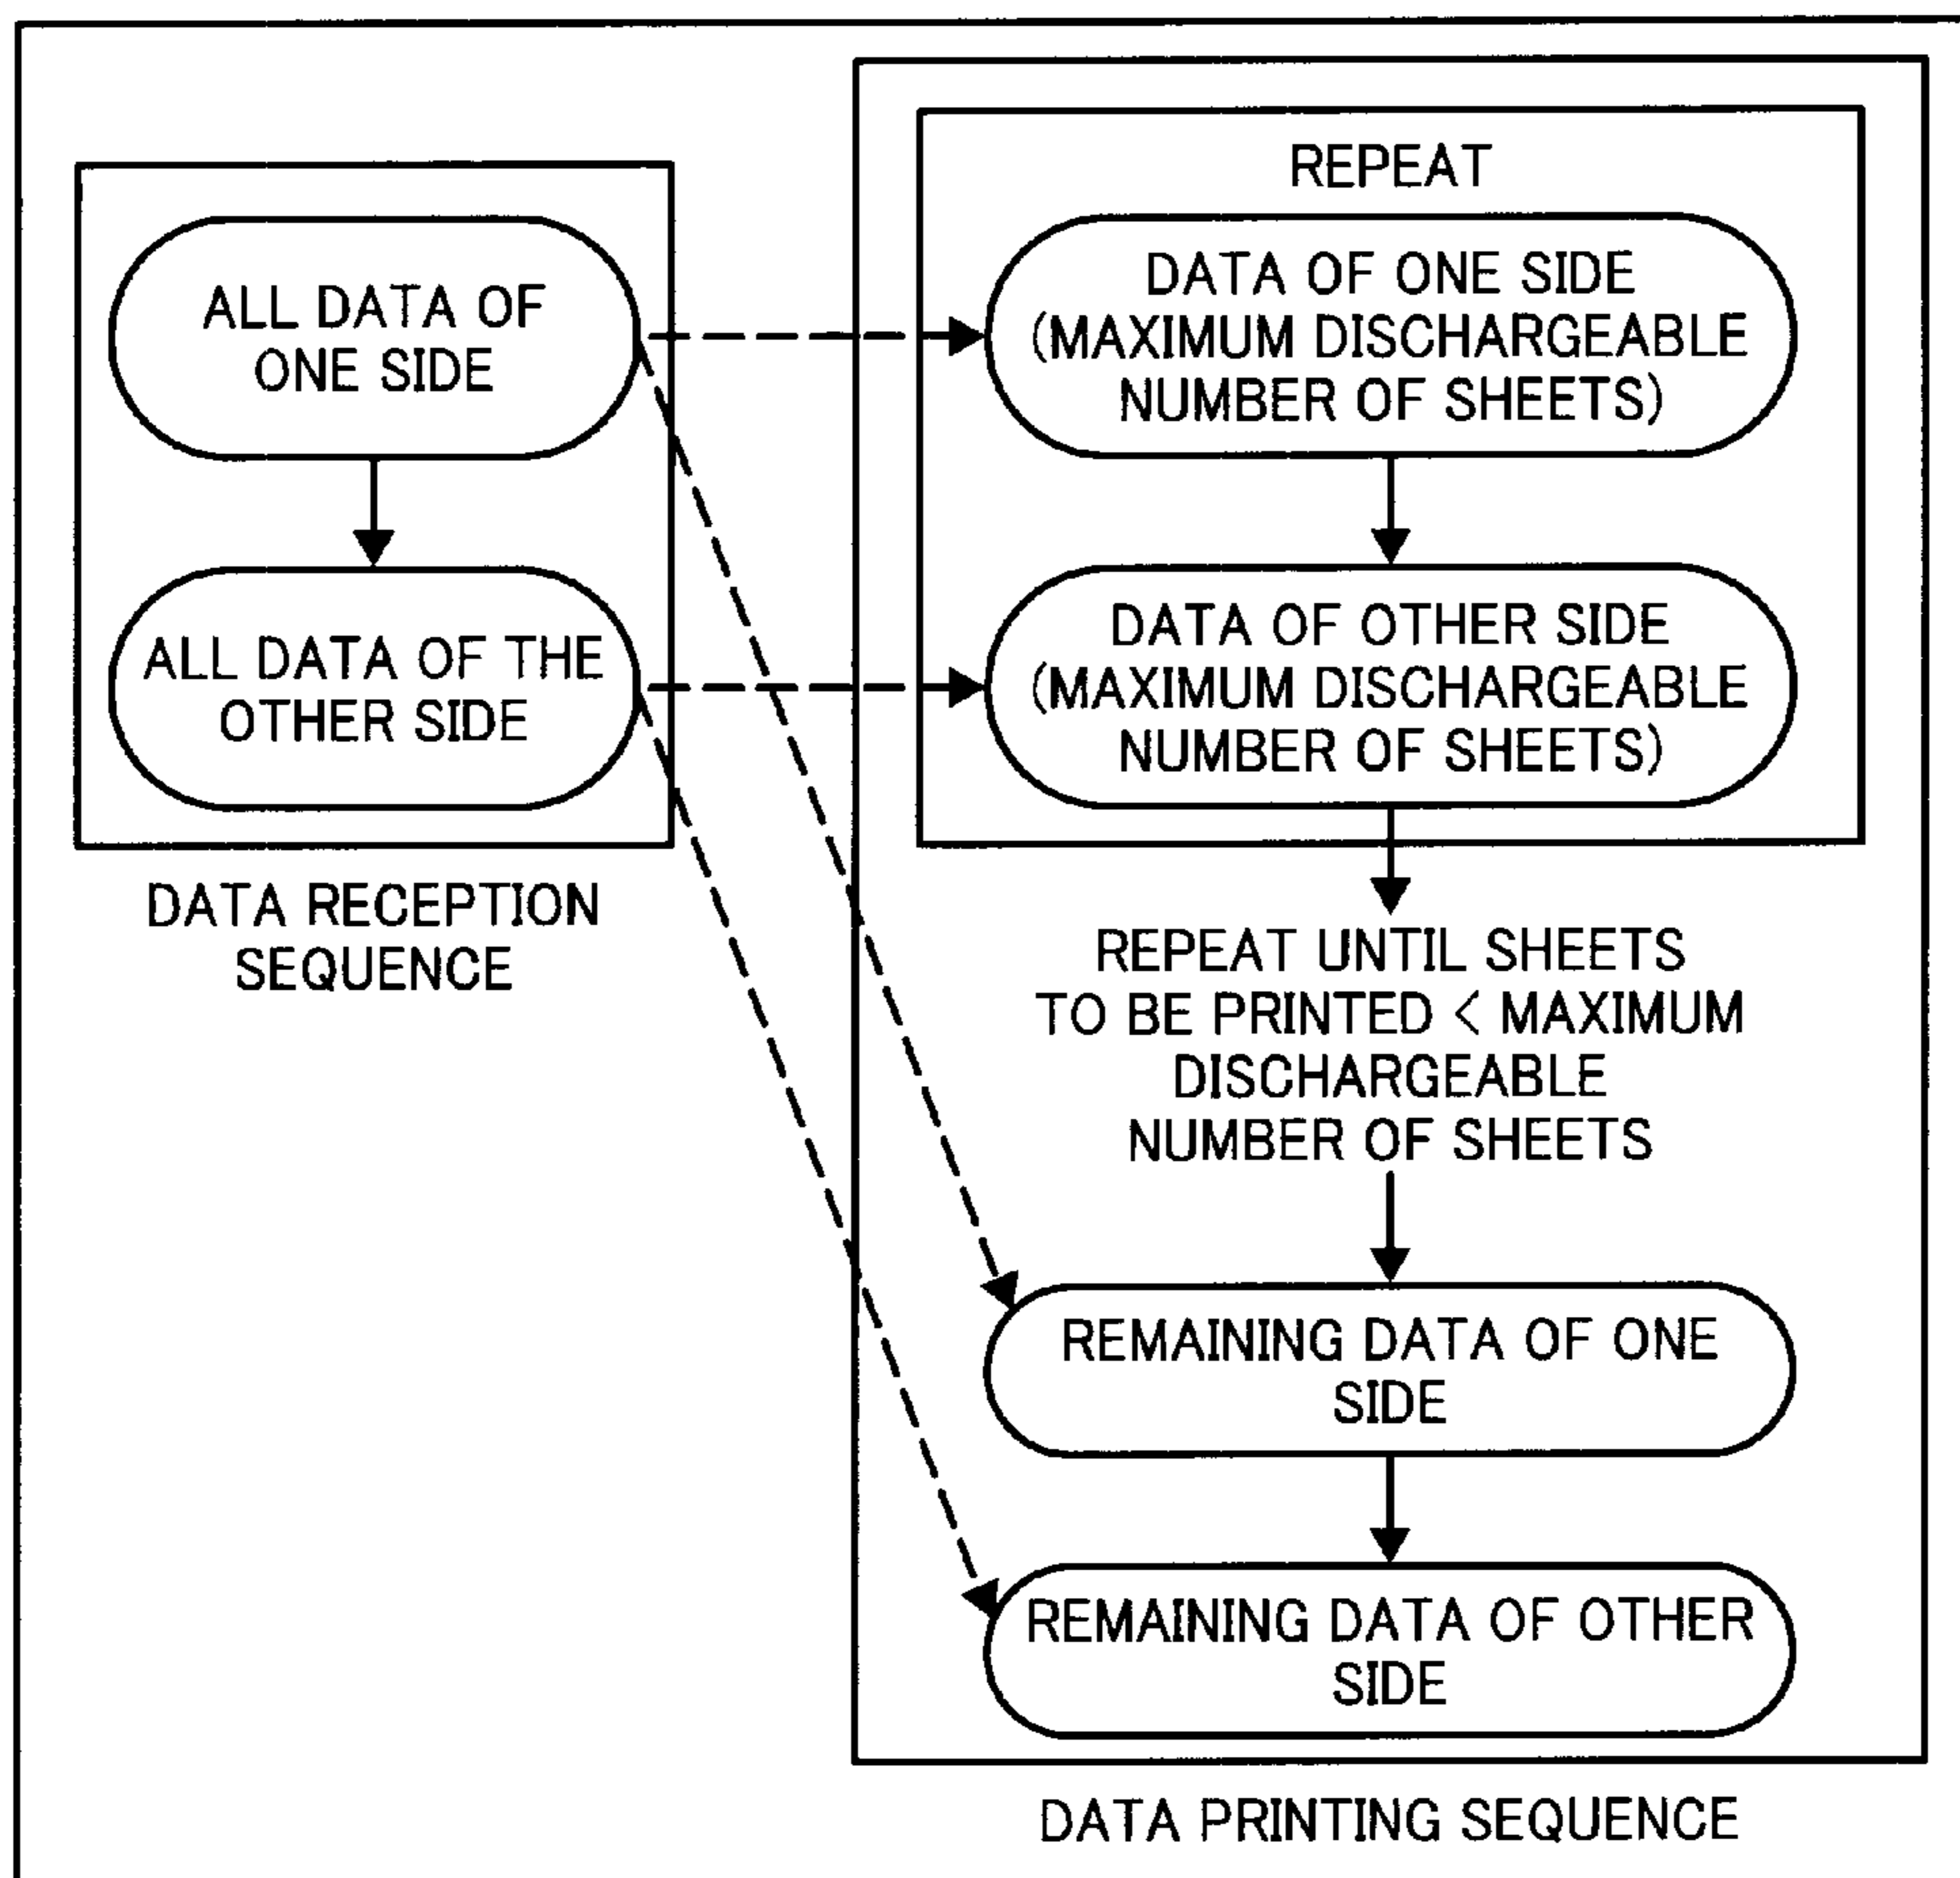 ALL DATA OF
ONE SIDE
ALL DATA OF THE
OTHER SIDE
DATA RECEPTION
SEQUENCE
REPEAT
DATA OF ONE SIDE
(MAXIMUM DISCHARGEABLE
NUMBER OF SHEETS)
DATA OF OTHER SIDE
(MAXIMUM DISCHARGEABLE
NUMBER OF SHEETS)
REPEAT UNTIL SHEETS
TO BE PRINTED < MAXIMUM
DISCHARGEABLE
NUMBER OF SHEETS
REMAINING DATA OF ONE
SIDE
REMAINING DATA OF OTHER
SIDE
DATA PRINTING SEQUENCE